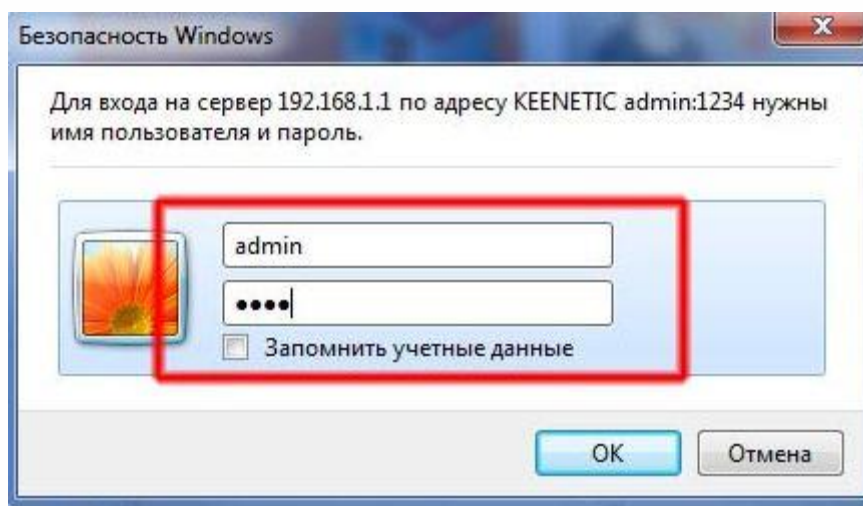 Безопасность Windows
Для входа на сервер 192.168.1.1 по адресу KEENETIC admin:1234 нужны
имя пользователя и пароль.
admin
●●●●
Запомнить учетные данные
OK
Отмена